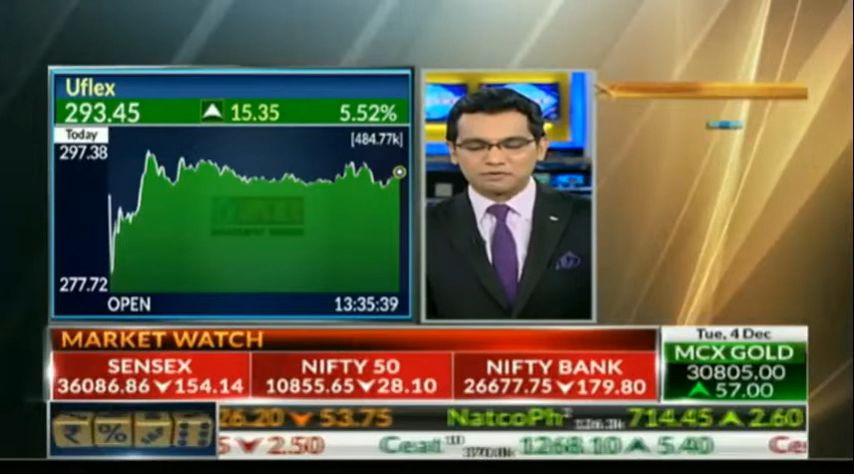 Uflex
293.45 15.35 5.52%
Today
[484.77k]
297.38
277.72
OPEN 13:35:39
MARKET WATCH
SENSEX
36086.86 154.14
NIFTY 50
10855.65 28.10
NIFTY BANK
26677.75 179.80
Tue, 4 Dec
MCX GOLD
30805.00
57.00
₹ %
26.20 53.75 NatcoPh 714.45 2.60
5 2.50 Ceat 1268.10 5.40 Ce